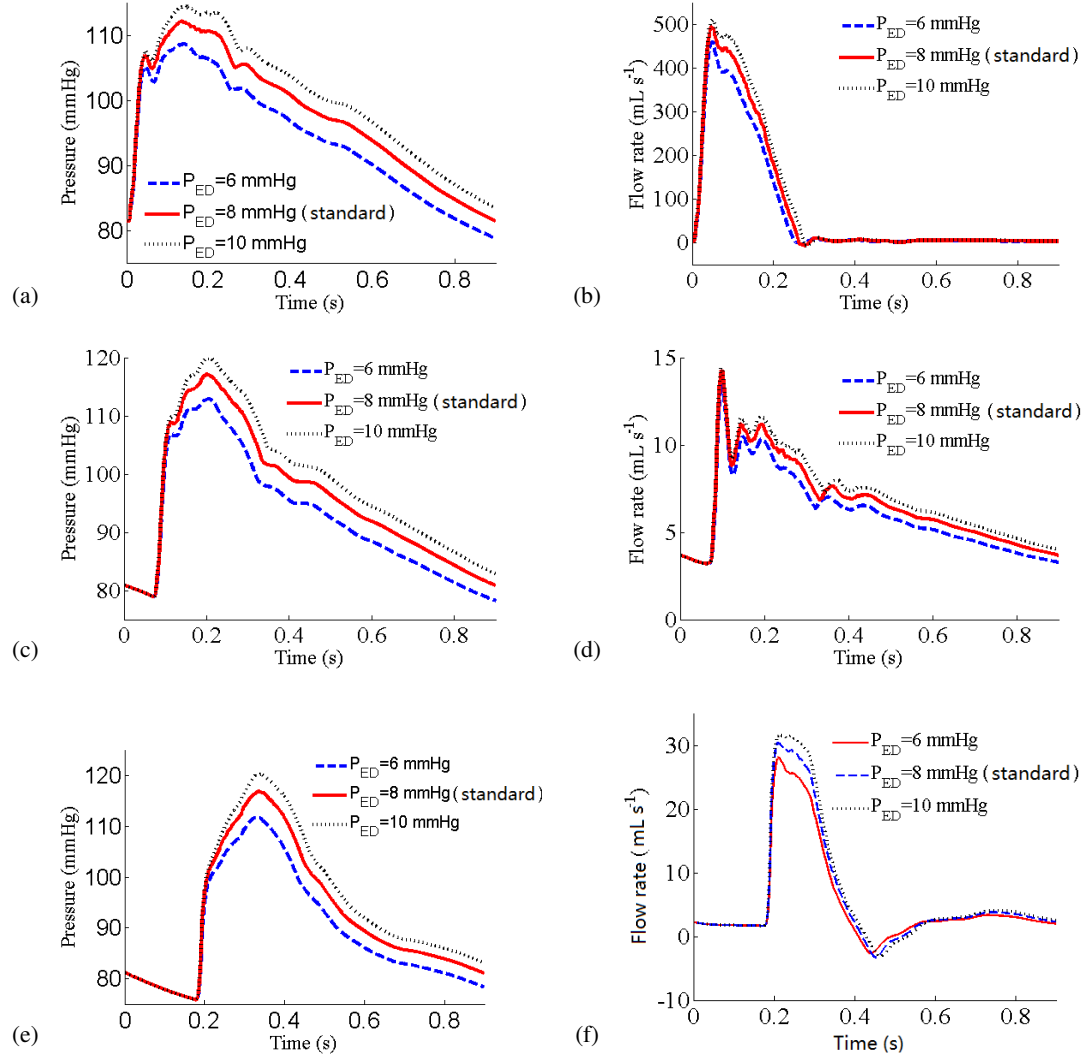 Pressure (mmHg)
110
100
90
80
0
0.2
0.4
0.6
0.8
Time (s)
P_ED=6 mmHg
P_ED=8 mmHg (standard)
P_ED=10 mmHg
(a)
Flow rate (mL s-1)
500
400
300
200
100
0
0
0.2
0.4
0.6
0.8
Time (s)
P_ED=6 mmHg
P_ED=8 mmHg (standard)
P_ED=10 mmHg
(b)
Pressure (mmHg)
120
110
100
90
80
0
0.2
0.4
0.6
0.8
Time (s)
P_ED=6 mmHg
P_ED=8 mmHg (standard)
P_ED=10 mmHg
(c)
Flow rate (mL s-1)
15
10
5
0
0
0.2
0.4
0.6
0.8
Time (s)
P_ED=6 mmHg
P_ED=8 mmHg (standard)
P_ED=10 mmHg
(d)
Pressure (mmHg)
120
110
100
90
80
0
0.2
0.4
0.6
0.8
Time (s)
P_ED=6 mmHg
P_ED=8 mmHg (standard)
P_ED=10 mmHg
(e)
Flow rate ( mL s-1)
30
20
10
0
-10
0
0.2
0.4
0.6
0.8
Time (s)
P_ED=6 mmHg
P_ED=8 mmHg (standard)
P_ED=10 mmHg
(f)